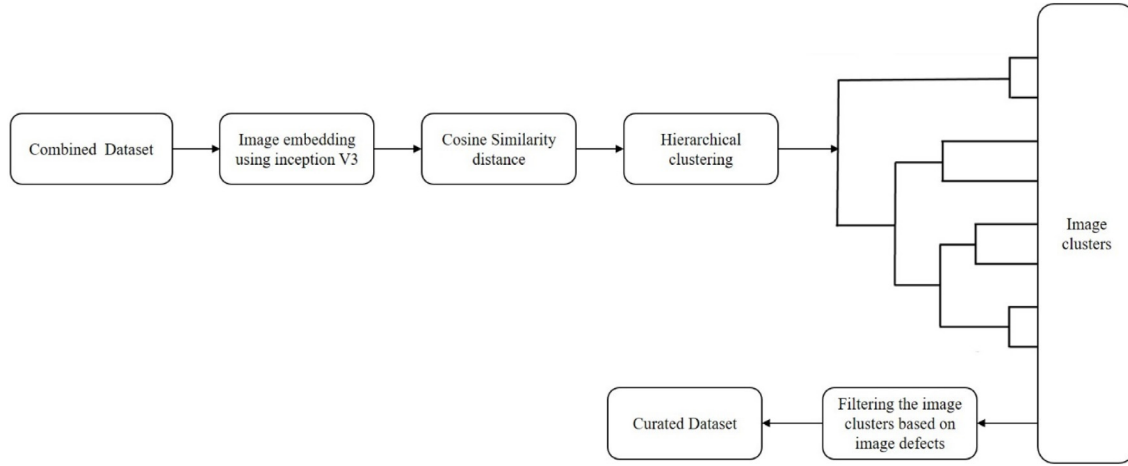 Combined Dataset
Image embedding
using inception V3
Cosine Similarity
distance
Hierarchical
clustering
Image
clusters
Filtering the image
clusters based on
image defects
Curated Dataset